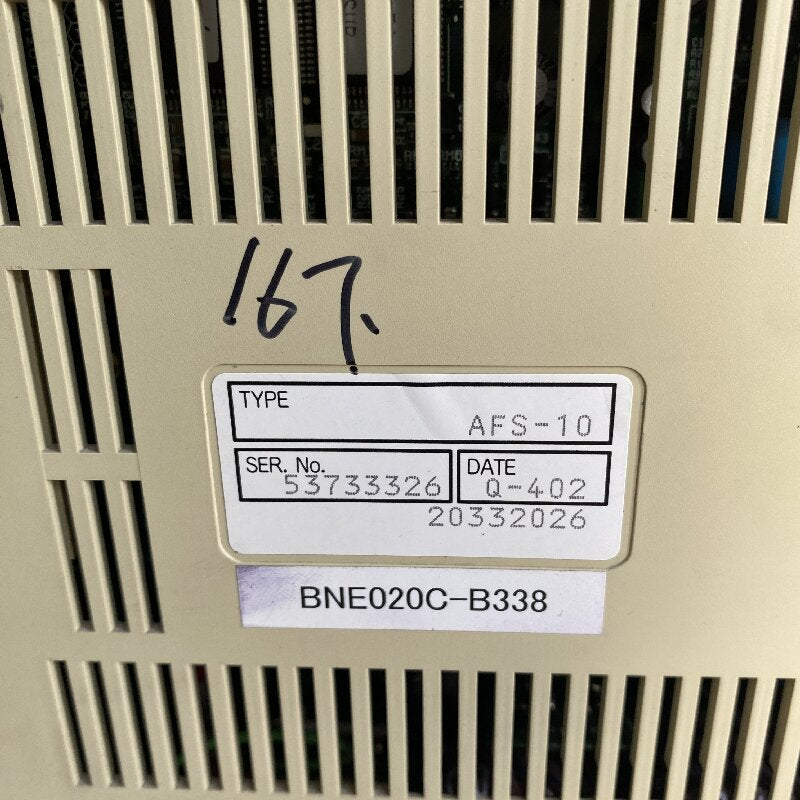 167.
TYPE
AFS-10
SER. No.
53733326
DATE
Q-402
20332026
BNE020C-B338